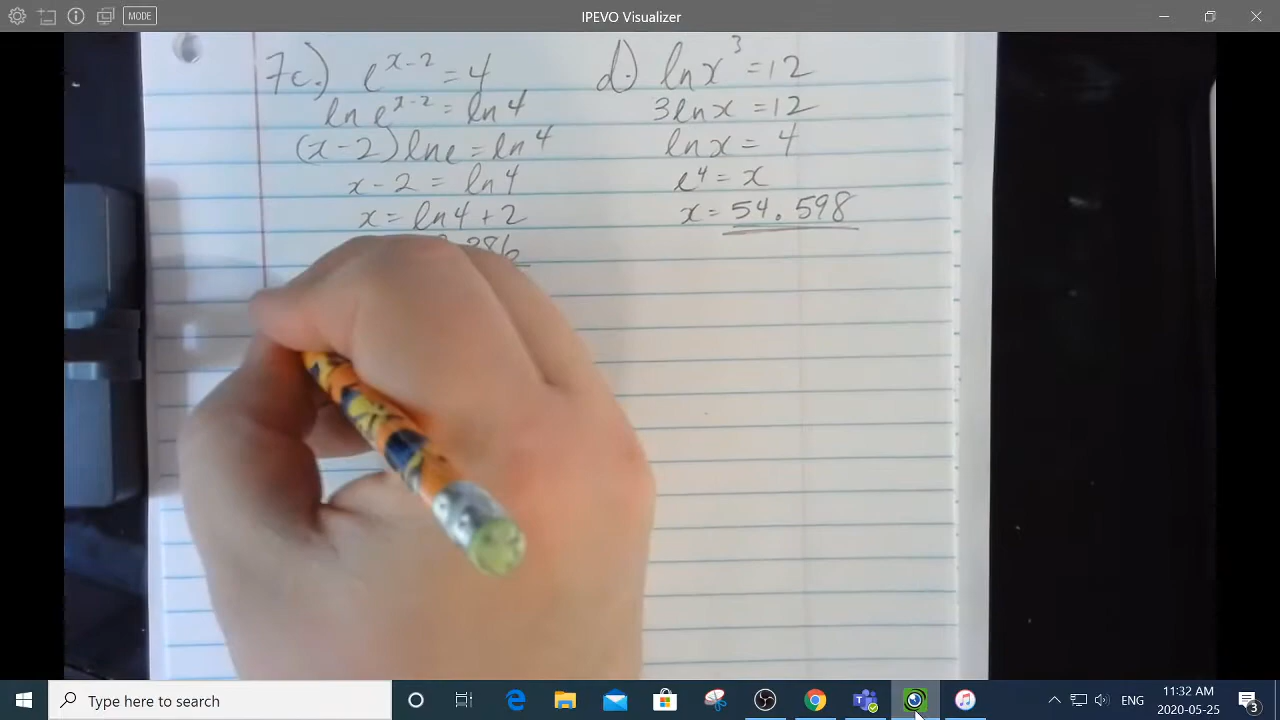 IPEVO Visualizer
MODE
7c.) e^{x-2} = 4
ln e^{x-2} = ln 4
(x-2) ln e = ln 4
x - 2 = ln 4
x = ln 4 + 2
d.) ln x^3 = 12
3 ln x = 12
ln x = 4
e^4 = x
x = 54.598
Type here to search
ENG
11:32 AM
2020-05-25
3